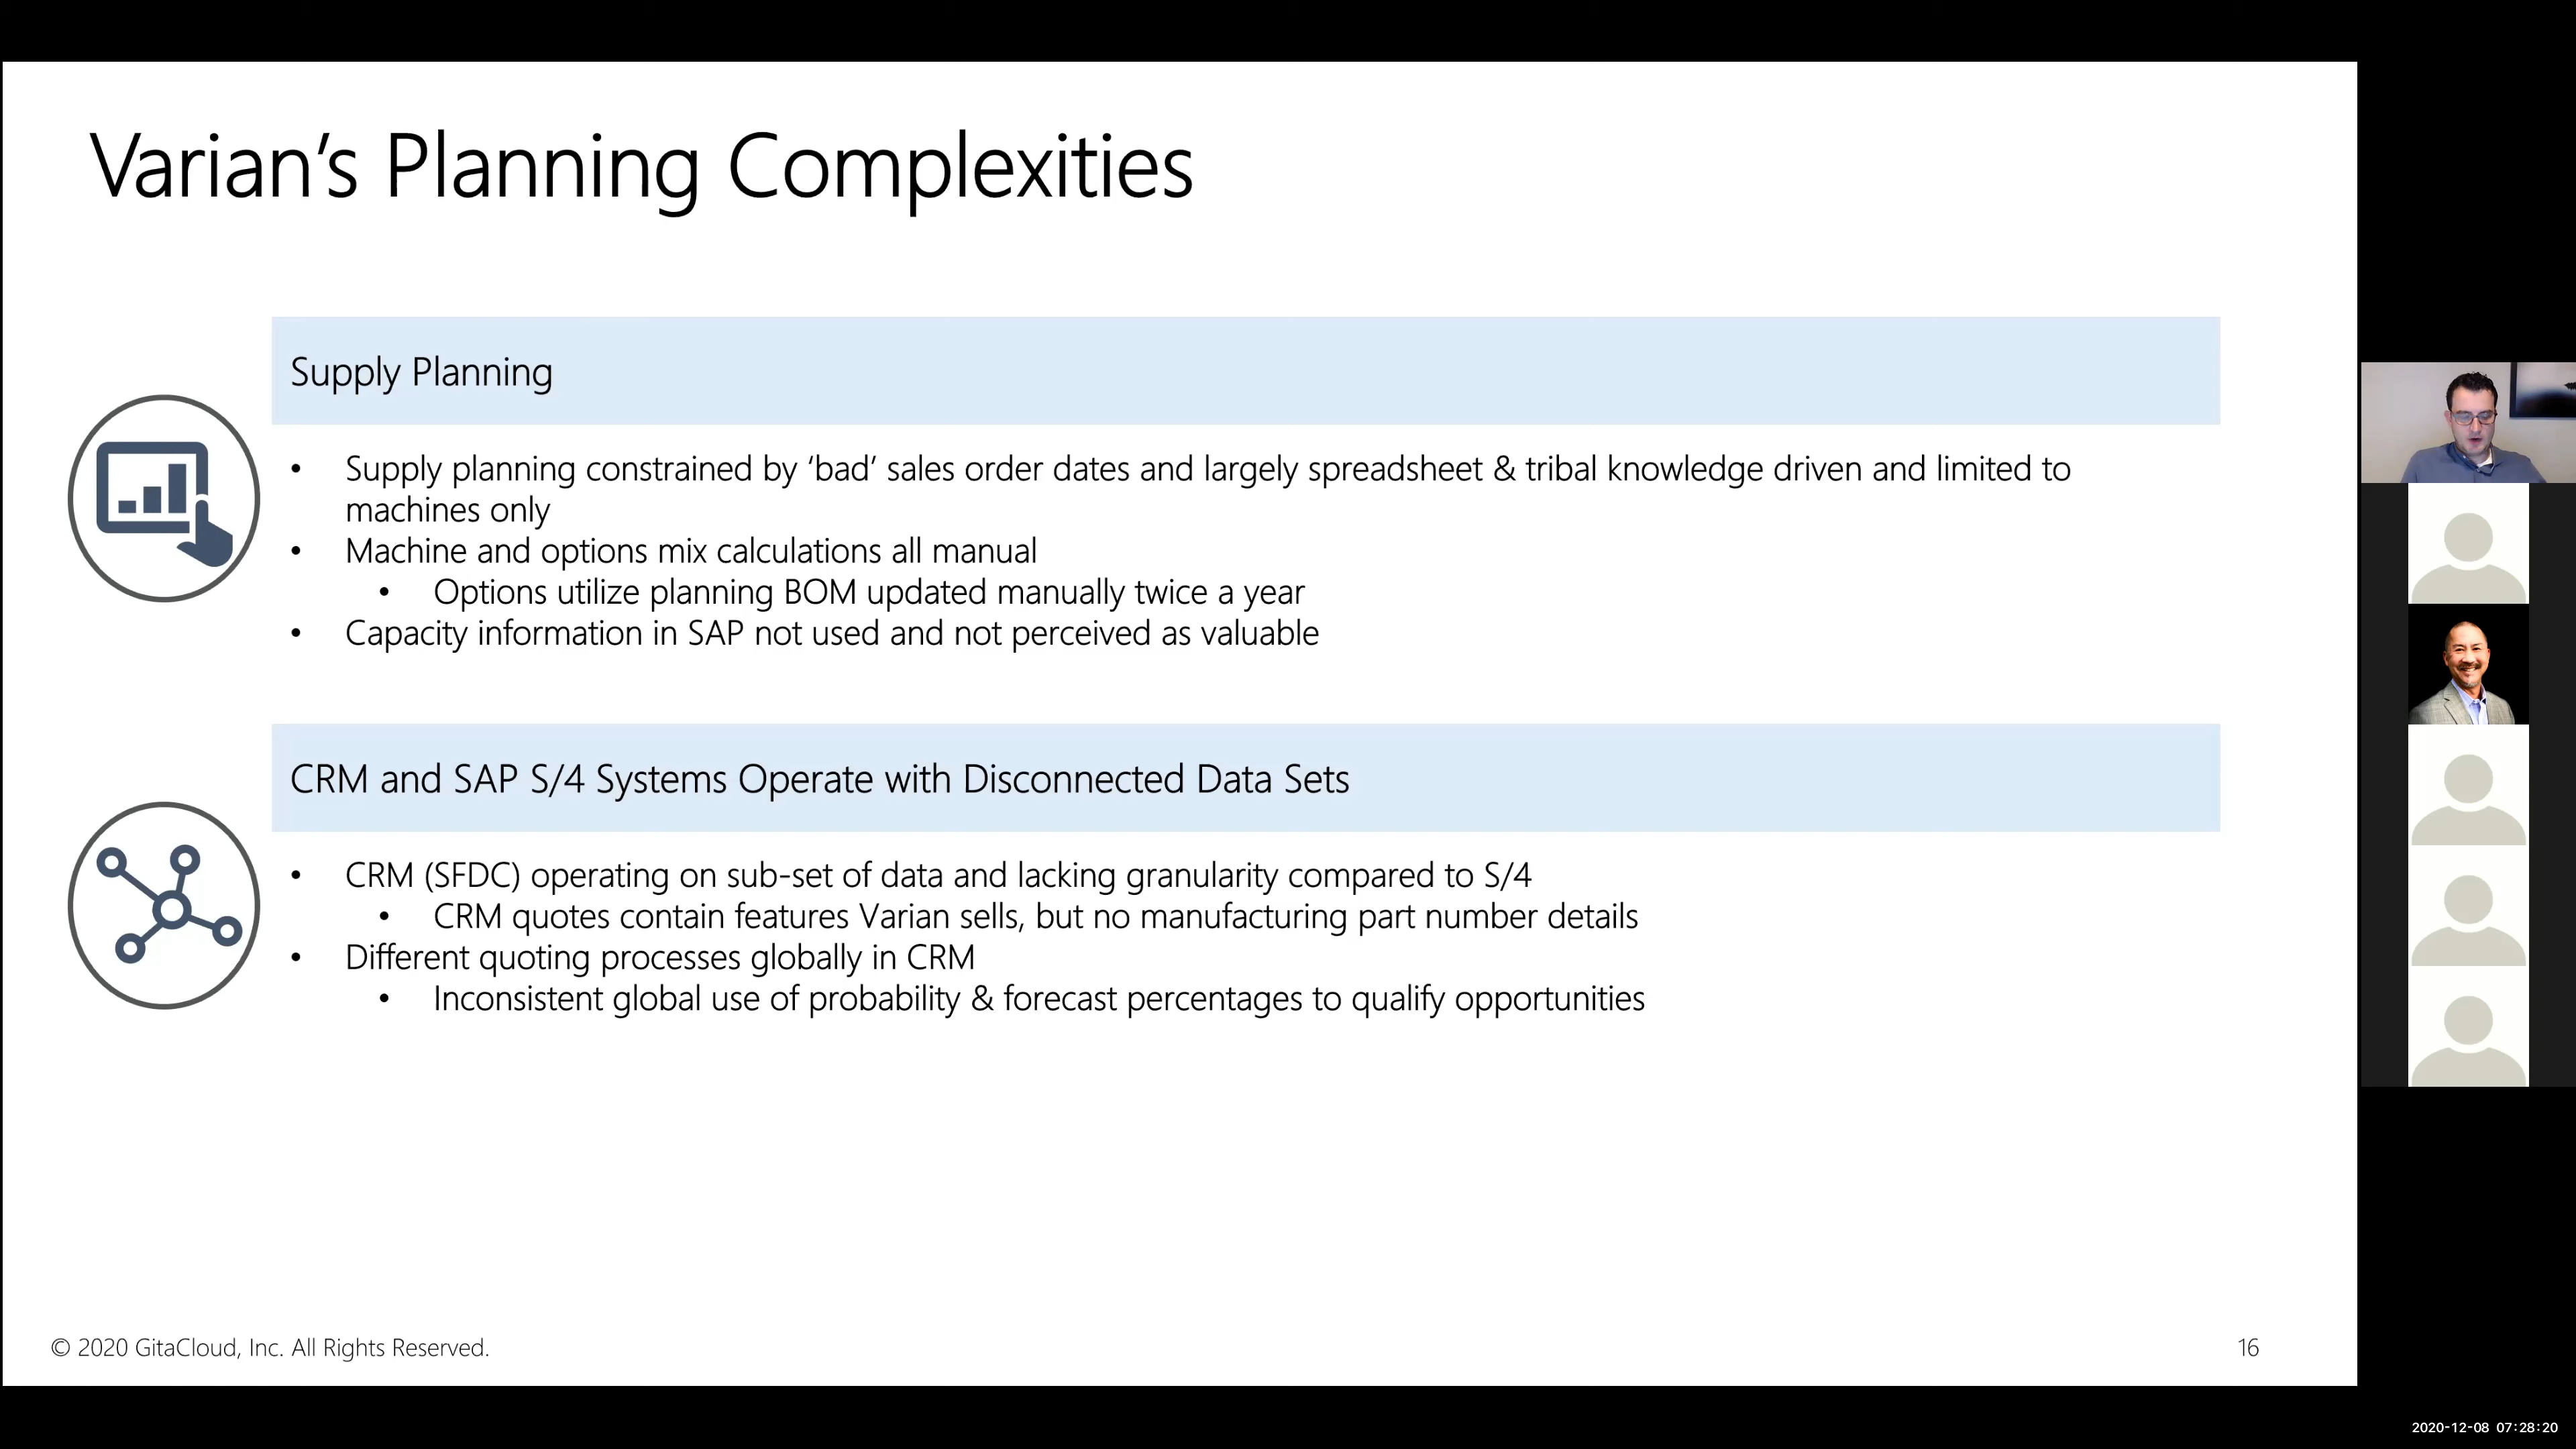 Varian’s Planning Complexities
Supply Planning
• Supply planning constrained by ‘bad’ sales order dates and largely spreadsheet & tribal knowledge driven and limited to
machines only
• Machine and options mix calculations all manual
• Options utilize planning BOM updated manually twice a year
• Capacity information in SAP not used and not perceived as valuable
CRM and SAP S/4 Systems Operate with Disconnected Data Sets
• CRM (SFDC) operating on sub-set of data and lacking granularity compared to S/4
• CRM quotes contain features Varian sells, but no manufacturing part number details
• Different quoting processes globally in CRM
• Inconsistent global use of probability & forecast percentages to qualify opportunities
© 2020 GitaCloud, Inc. All Rights Reserved.
16
2020-12-08 07:28:20